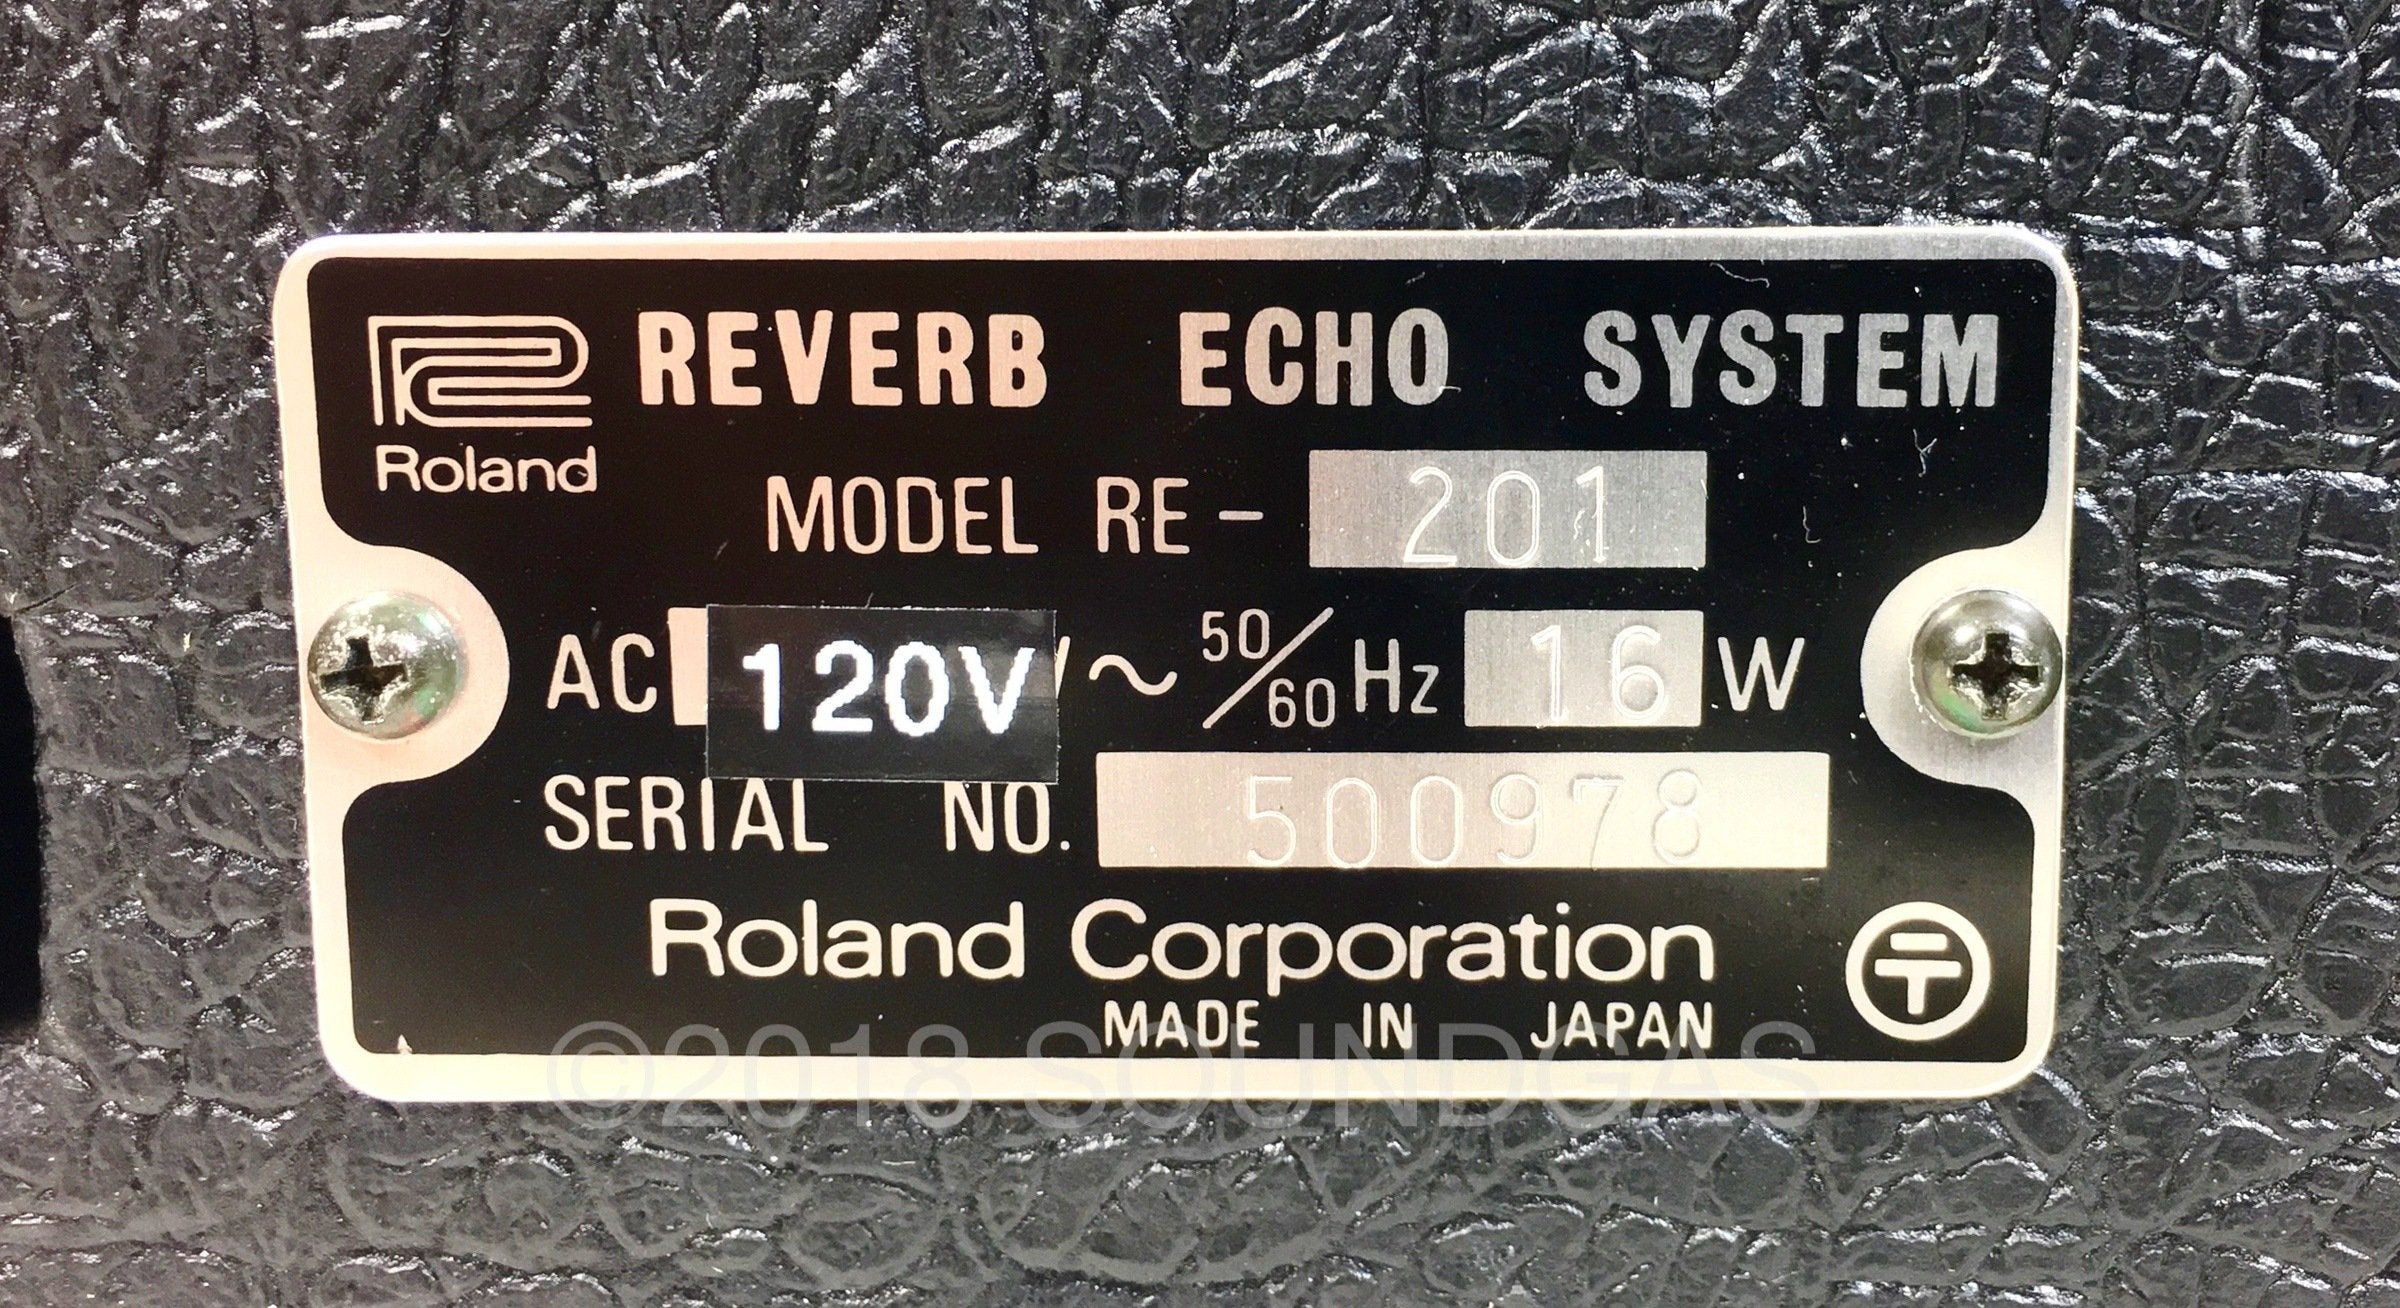 REVERB ECHO SYSTEM
Roland
MODEL RE-201
AC 120V ~ 50/60 Hz 16 W
SERIAL NO. 500978
Roland Corporation
MADE IN JAPAN
©2018 SOUNDGAS